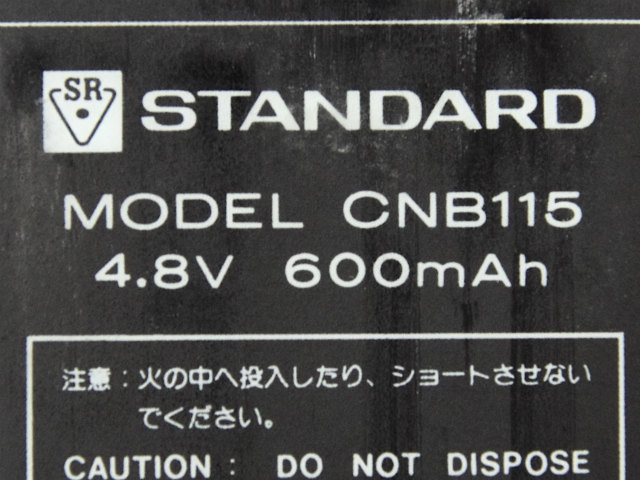 SR STANDARD
MODEL CNB115
4.8V 600mAh
注意：火の中へ投入したり、ショートさせない
でください。
CAUTION : DO NOT DISPOSE